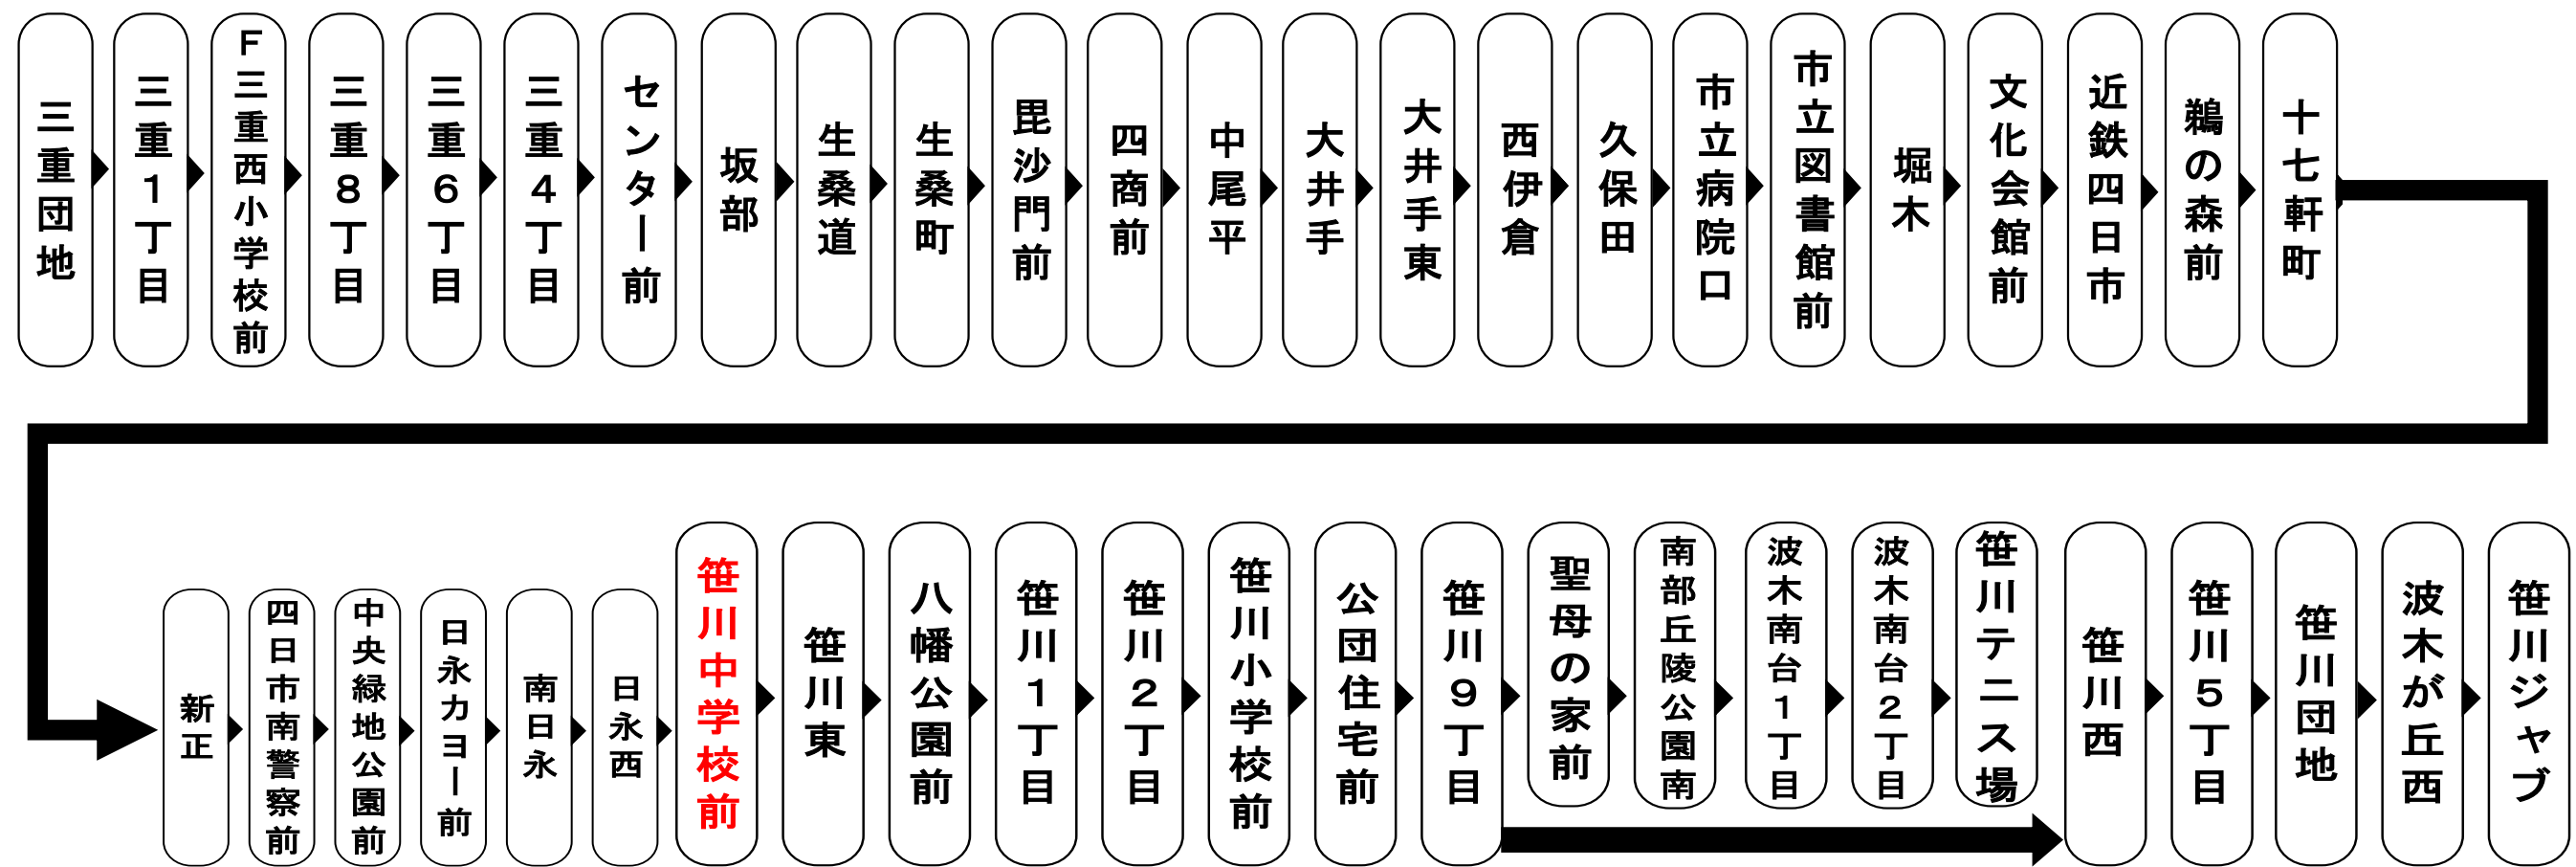 三重団地
三重１丁目
Ｆ三重西小学校前
三重８丁目
三重６丁目
三重４丁目
センター前
坂部
生桑道
生桑町
毘沙門前
四商前
中尾平
大井手
大井手東
西伊倉
久保田
市立病院口
市立図書館前
堀木
文化会館前
近鉄四日市
鵜の森前
十七軒町
新正
四日市南警察前
中央緑地公園前
日永カヨー前
南日永
日永西
笹川中学校前
笹川東
八幡公園前
笹川１丁目
笹川２丁目
笹川小学校前
公団住宅前
笹川９丁目
聖母の家前
南部丘陵公園南
波木南台１丁目
波木南台２丁目
笹川テニス場
笹川西
笹川５丁目
笹川団地
波木が丘西
笹川ジャブ